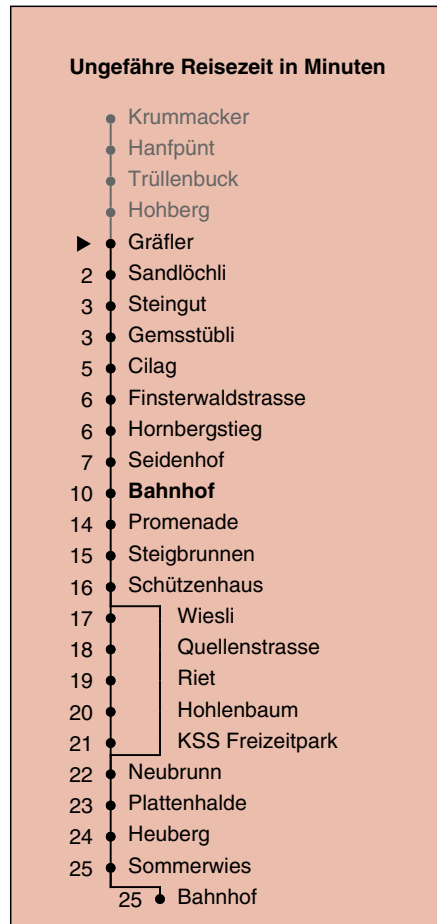 Ungefähre Reisezeit in Minuten
Krummacker
Hanfpünt
Trüllenbuck
Hohberg
Gräfler
2 Sandlöchli
3 Steingut
3 Gemsstübli
5 Cilag
6 Finsterwaldstrasse
6 Hornbergstieg
7 Seidenhof
10 Bahnhof
14 Promenade
15 Steigbrunnen
16 Schützenhaus
17 Wiesli
18 Quellenstrasse
19 Riet
20 Hohlenbaum
21 KSS Freizeitpark
22 Neubrunn
23 Plattenhalde
24 Heuberg
25 Sommerwies
25 Bahnhof